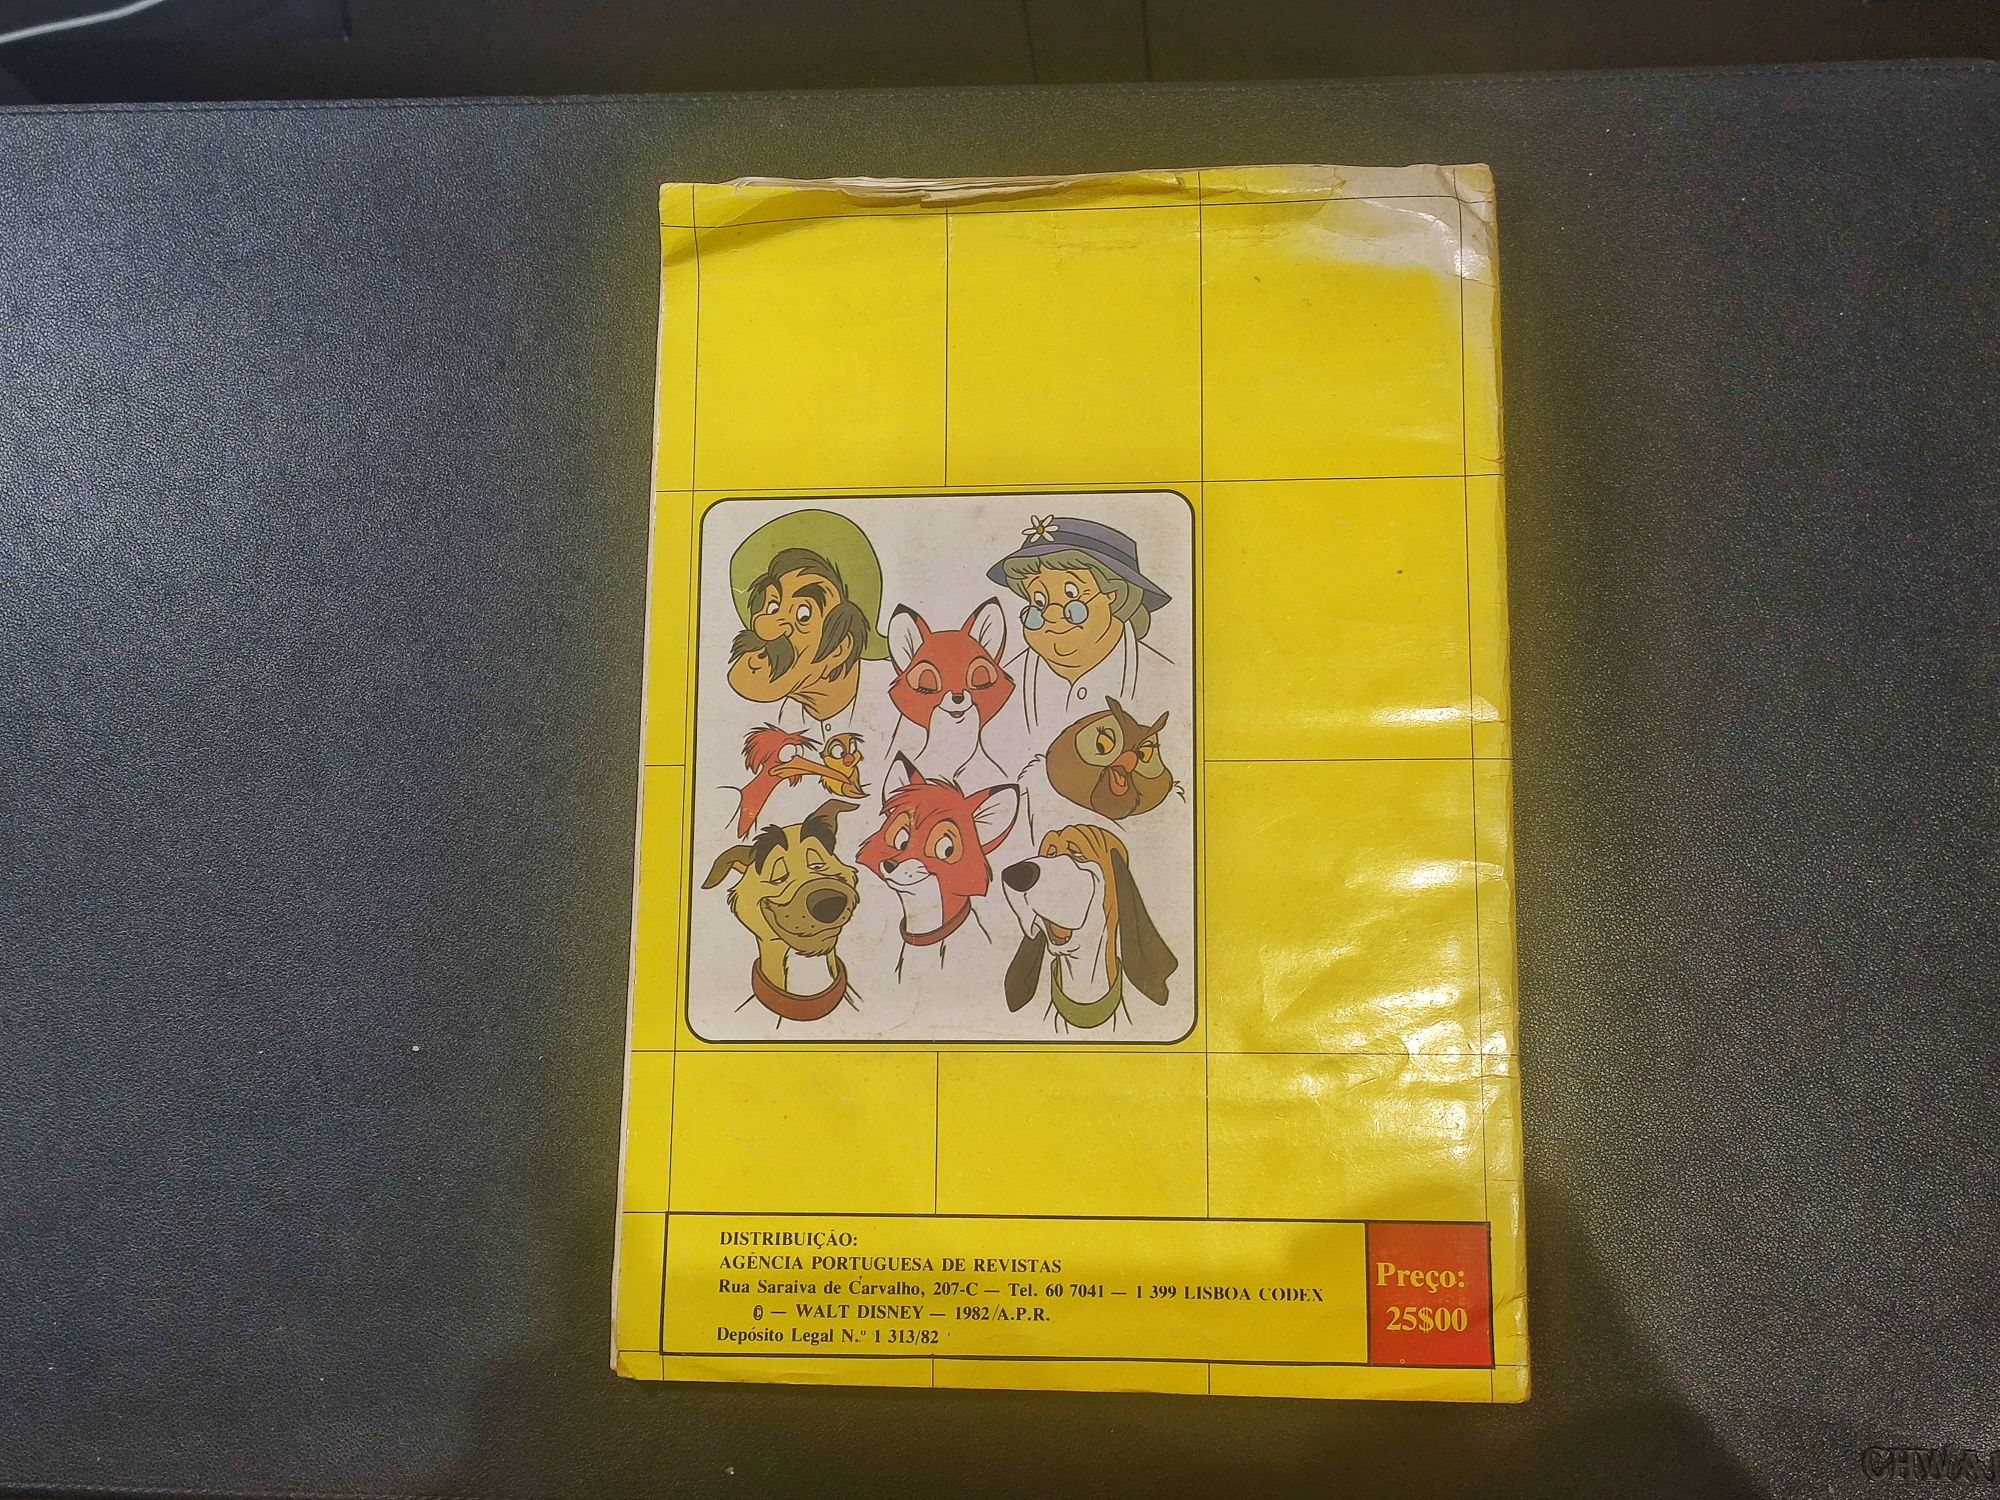 DISTRIBUIÇÃO:
AGÊNCIA PORTUGUESA DE REVISTAS
Rua Saraiva de Carvalho, 207-C — Tel. 60 7041 — 1 399 LISBOA CODEX
© — WALT DISNEY — 1982/A.P.R.
Depósito Legal N.º 1 313/82
Preço:
25$00